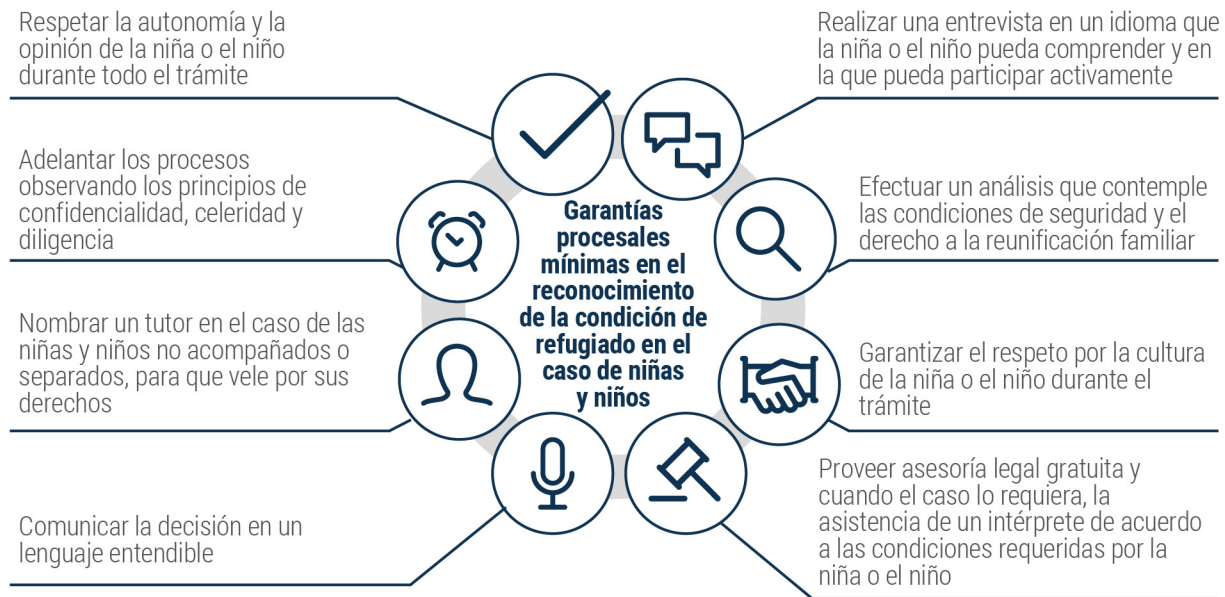 Respetar la autonomía y la
opinión de la niña o el niño
durante todo el trámite
Adelantar los procesos
observando los principios de
confidencialidad, celeridad y
diligencia
Nombrar un tutor en el caso de las
niñas y niños no acompañados o
separados, para que vele por sus
derechos
Comunicar la decisión en un
lenguaje entendible
Garantías
procesales
mínimas en el
reconocimiento
de la condición de
refugiado en el
caso de niñas
y niños
Realizar una entrevista en un idioma que
la niña o el niño pueda comprender y en
la que pueda participar activamente
Efectuar un análisis que contemple
las condiciones de seguridad y el
derecho a la reunificación familiar
Garantizar el respeto por la cultura
de la niña o el niño durante el
trámite
Proveer asesoría legal gratuita y
cuando el caso lo requiera, la
asistencia de un intérprete de acuerdo
a las condiciones requeridas por la
niña o el niño